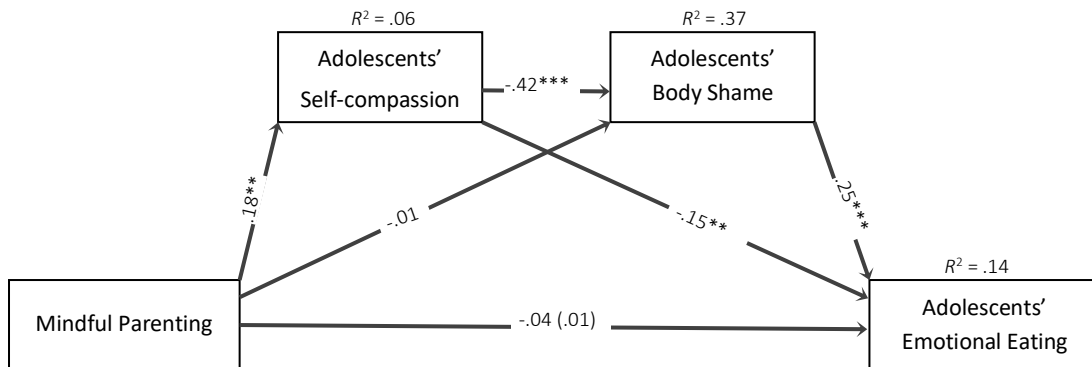 R² = .06
R² = .37
Adolescents’
Self-compassion
-.42***
Adolescents’
Body Shame
.18**
-.01
-.15**
.25***
R² = .14
Mindful Parenting
-.04 (.01)
Adolescents’
Emotional Eating